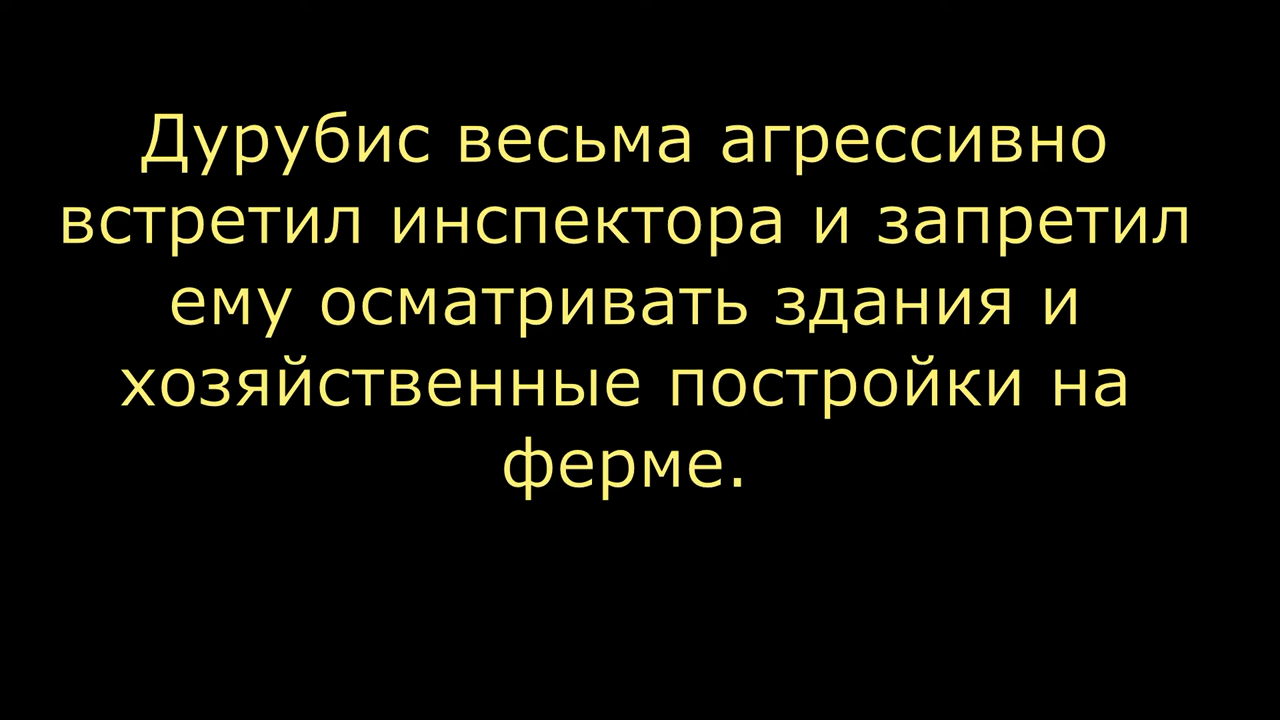 Дурубис весьма агрессивно
встретил инспектора и запретил
ему осматривать здания и
хозяйственные постройки на
ферме.